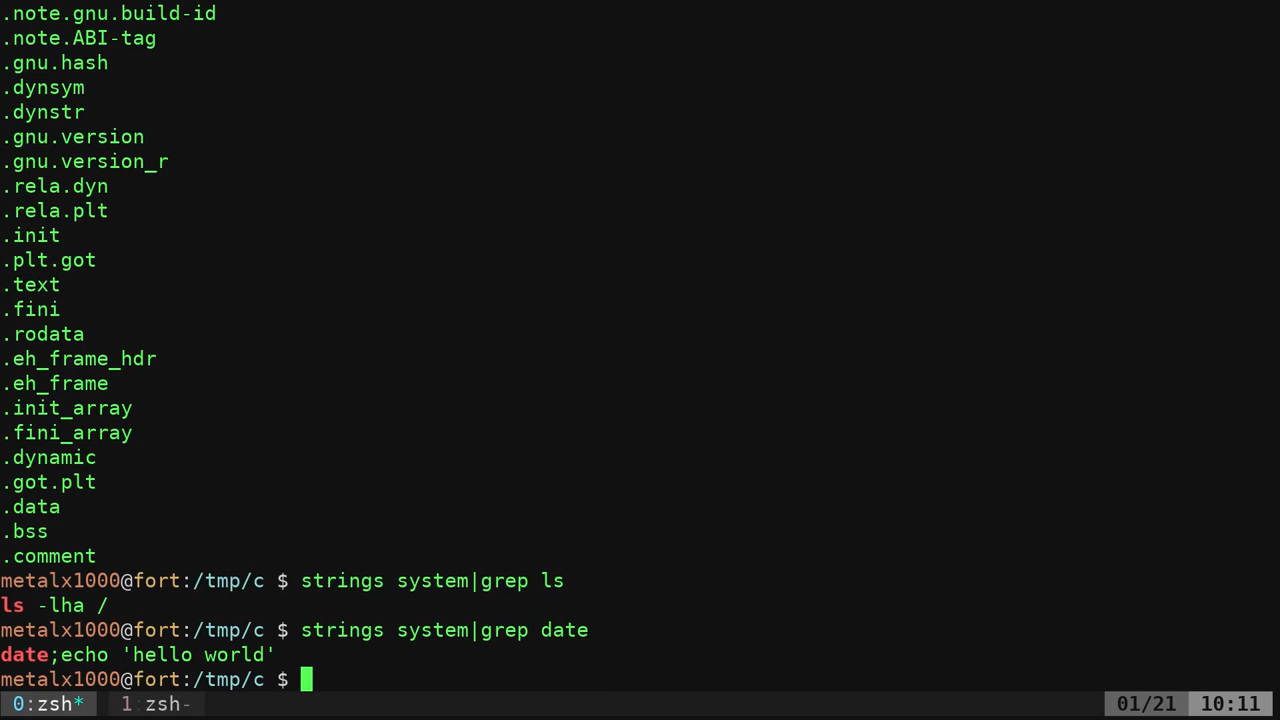 .note.gnu.build-id
.note.ABI-tag
.gnu.hash
.dynsym
.dynstr
.gnu.version
.gnu.version_r
.rela.dyn
.rela.plt
.init
.plt.got
.text
.fini
.rodata
.eh_frame_hdr
.eh_frame
.init_array
.fini_array
.dynamic
.got.plt
.data
.bss
.comment
metalx1000@fort:/tmp/c $ strings system|grep ls
ls -lha /
metalx1000@fort:/tmp/c $ strings system|grep date
date;echo 'hello world'
metalx1000@fort:/tmp/c $
0:zsh* 1 zsh- 01/21 10:11